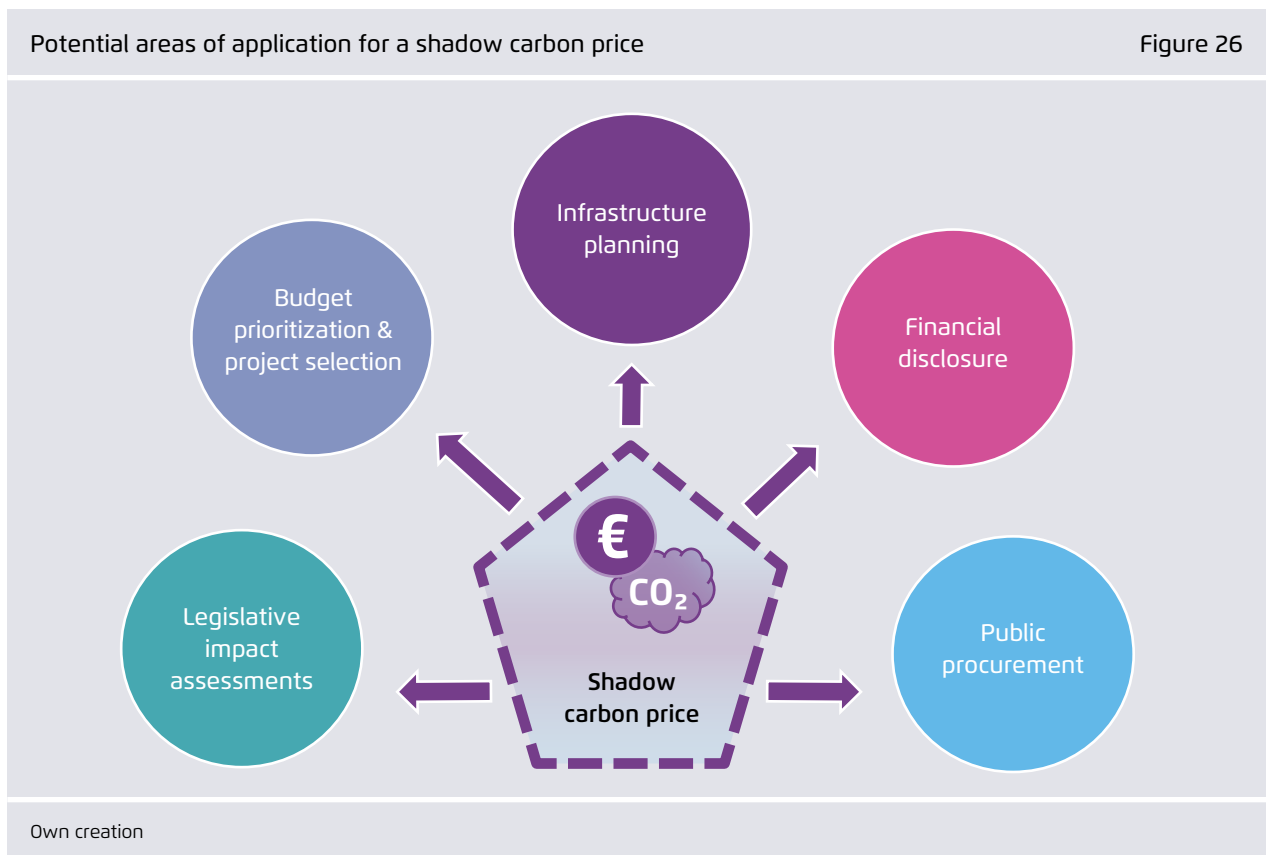 Potential areas of application for a shadow carbon price
Figure 26
Infrastructure
planning
Budget
prioritization &
project selection
Financial
disclosure
Legislative
impact
assessments
€
CO₂
Shadow
carbon price
Public
procurement
Own creation